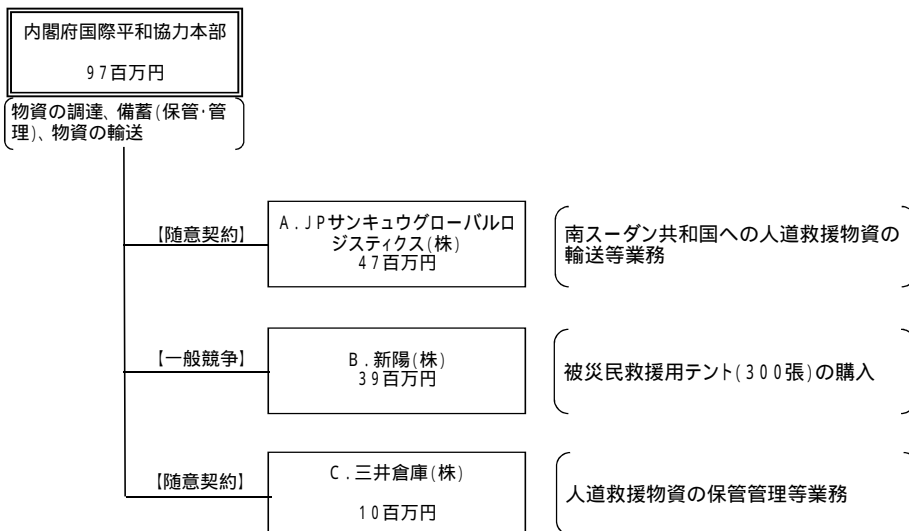 内閣府国際平和協力本部
97百万円
物資の調達、備蓄(保管・管
理)、物資の輸送
【随意契約】
A.JPサンキュウグローバルロ
ジスティクス(株)
47百万円
南スーダン共和国への人道救援物資の
輸送等業務
【一般競争】
B.新陽(株)
39百万円
被災民救援用テント(300張)の購入
【随意契約】
C.三井倉庫(株)
10百万円
人道救援物資の保管管理等業務